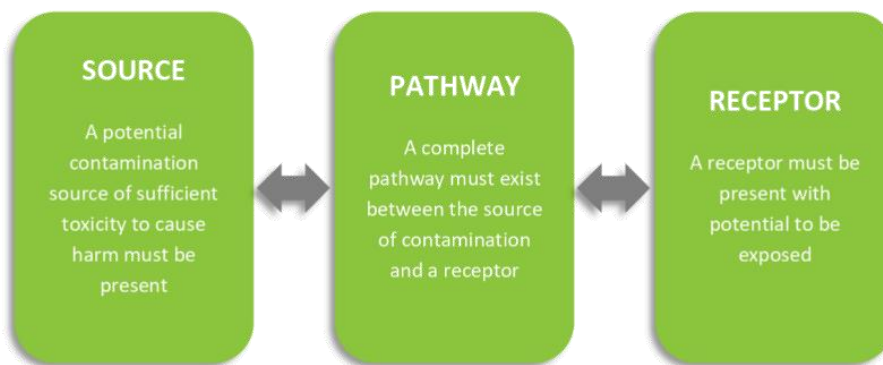 SOURCE
A potential
contamination
source of sufficient
toxicity to cause
harm must be
present
PATHWAY
A complete
pathway must exist
between the source
of contamination
and a receptor
RECEPTOR
A receptor must be
present with
potential to be
exposed